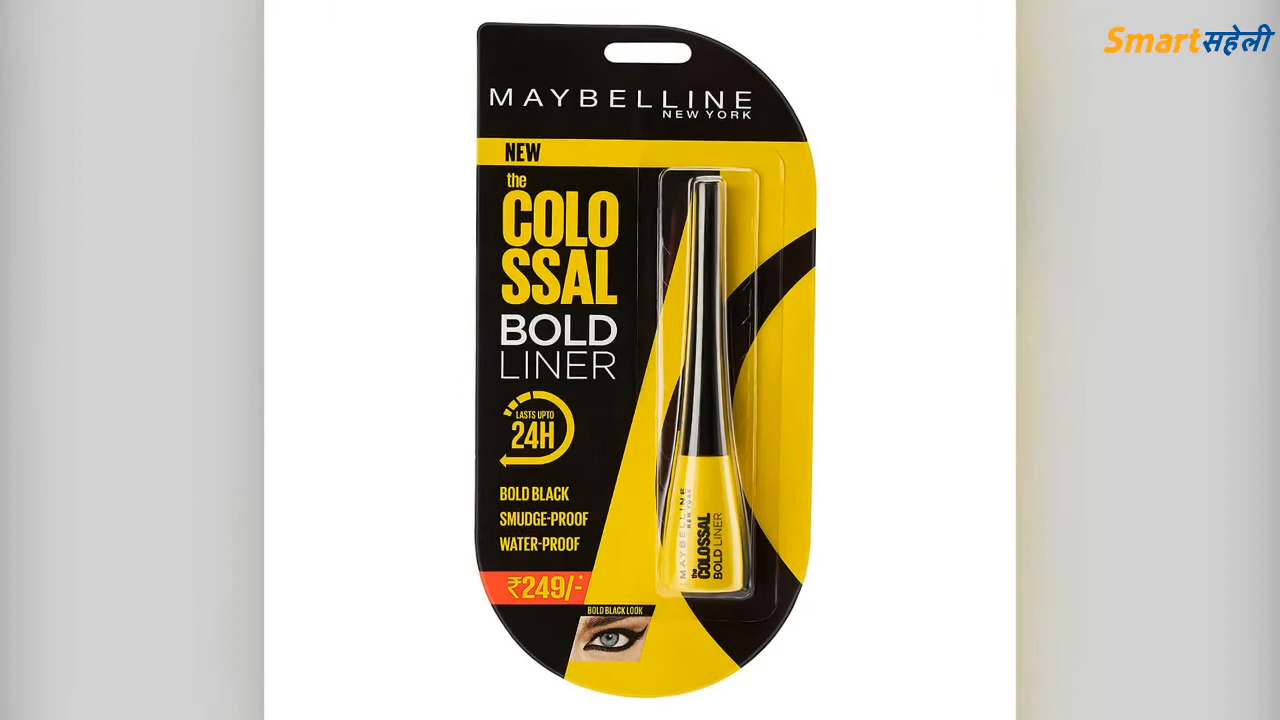 Smartसहेली
MAYBELLINE
NEW YORK
NEW
the
COLO
SSAL
BOLD
LINER
LASTS UPTO
24H
BOLD BLACK
SMUDGE-PROOF
WATER-PROOF
₹249/-*
BOLD BLACK LOOK
MAYBELLINE
NEW YORK
the
COLOSSAL
BOLD LINER